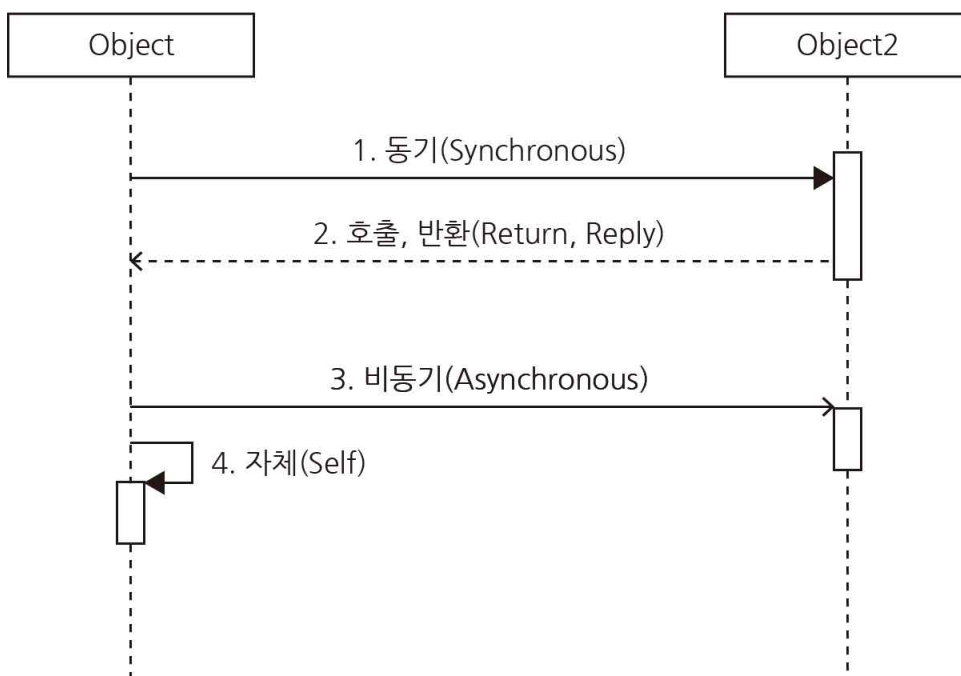 Object
Object2
1. 동기(Synchronous)
2. 호출, 반환(Return, Reply)
3. 비동기(Asynchronous)
4. 자체(Self)